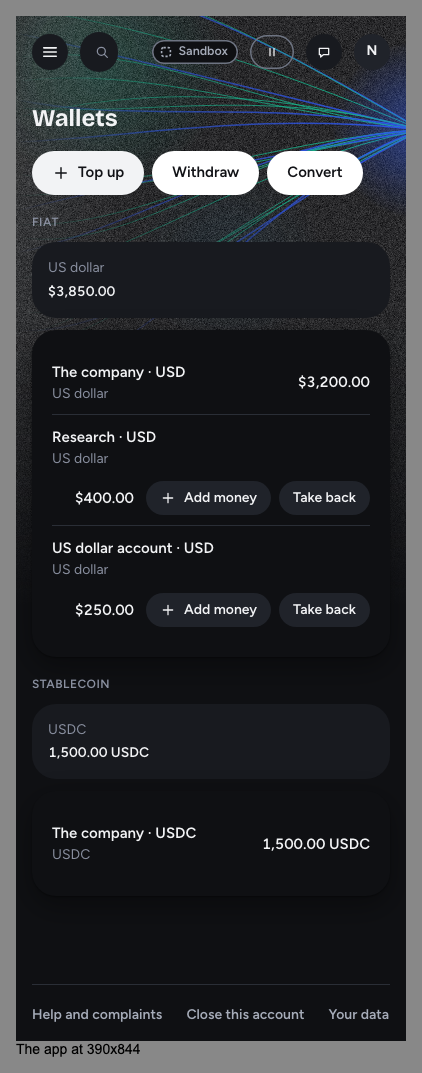 Sandbox
N
Wallets
Top up
Withdraw
Convert
FIAT
US dollar
$3,850.00
The company · USD
US dollar
$3,200.00
Research · USD
US dollar
$400.00
Add money
Take back
US dollar account · USD
US dollar
$250.00
Add money
Take back
STABLECOIN
USDC
1,500.00 USDC
The company · USDC
USDC
1,500.00 USDC
Help and complaints
Close this account
Your data
The app at 390x844